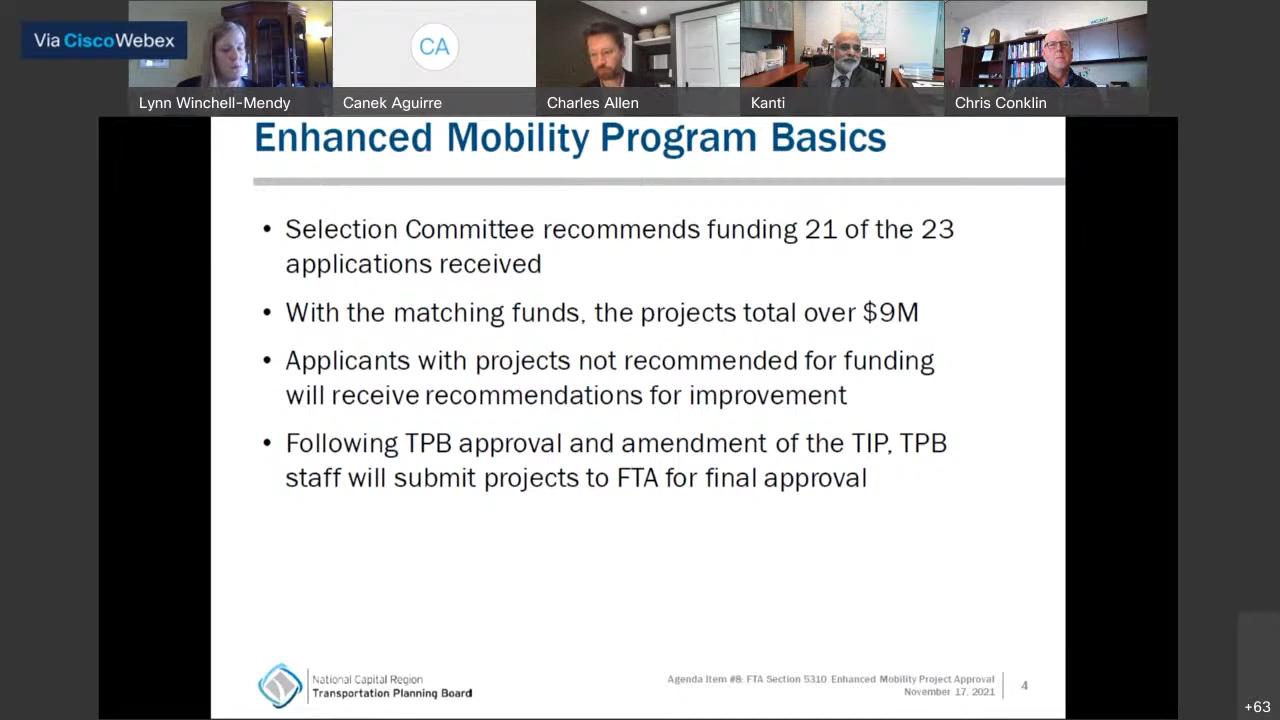 Via CiscoWebex
CA
Lynn Winchell-Mendy
Canek Aguirre
Charles Allen
Kanti
Chris Conklin
Enhanced Mobility Program Basics
• Selection Committee recommends funding 21 of the 23
applications received
• With the matching funds, the projects total over $9M
• Applicants with projects not recommended for funding
will receive recommendations for improvement
• Following TPB approval and amendment of the TIP, TPB
staff will submit projects to FTA for final approval
National Capital Region
Transportation Planning Board
Agenda Item #8: FTA Section 5310 Enhanced Mobility Project Approval
November 17, 2021
4
+63